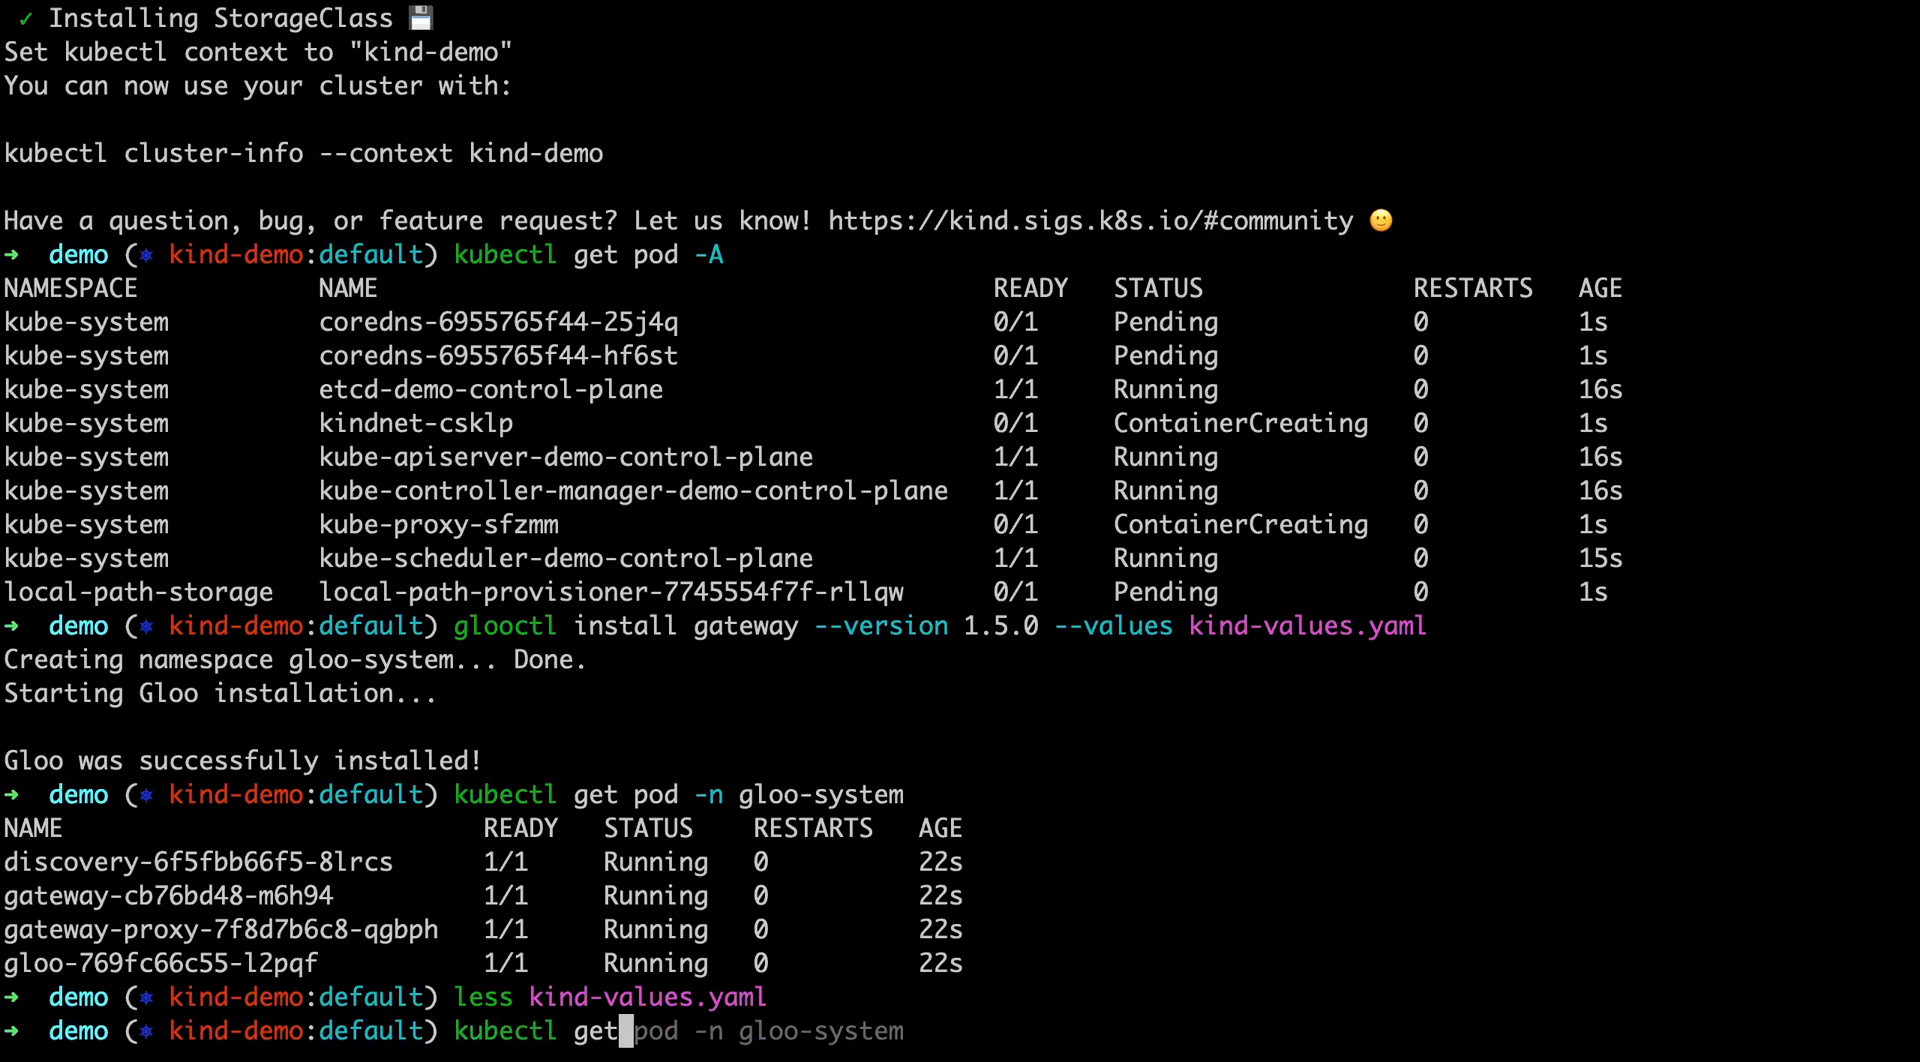 ✓ Installing StorageClass 💾
Set kubectl context to "kind-demo"
You can now use your cluster with:
kubectl cluster-info --context kind-demo
Have a question, bug, or feature request? Let us know! https://kind.sigs.k8s.io/#community 🙂
➜ demo (⎈ kind-demo:default) kubectl get pod -A
NAMESPACE NAME READY STATUS RESTARTS AGE
kube-system coredns-6955765f44-25j4q 0/1 Pending 0 1s
kube-system coredns-6955765f44-hf6st 0/1 Pending 0 1s
kube-system etcd-demo-control-plane 1/1 Running 0 16s
kube-system kindnet-csklp 0/1 ContainerCreating 0 1s
kube-system kube-apiserver-demo-control-plane 1/1 Running 0 16s
kube-system kube-controller-manager-demo-control-plane 1/1 Running 0 16s
kube-system kube-proxy-sfzmm 0/1 ContainerCreating 0 1s
kube-system kube-scheduler-demo-control-plane 1/1 Running 0 15s
local-path-storage local-path-provisioner-7745554f7f-rllqw 0/1 Pending 0 1s
➜ demo (⎈ kind-demo:default) glooctl install gateway --version 1.5.0 --values kind-values.yaml
Creating namespace gloo-system... Done.
Starting Gloo installation...
Gloo was successfully installed!
➜ demo (⎈ kind-demo:default) kubectl get pod -n gloo-system
NAME READY STATUS RESTARTS AGE
discovery-6f5fbb66f5-8lrcs 1/1 Running 0 22s
gateway-cb76bd48-m6h94 1/1 Running 0 22s
gateway-proxy-7f8d7b6c8-qgbph 1/1 Running 0 22s
gloo-769fc66c55-l2pqf 1/1 Running 0 22s
➜ demo (⎈ kind-demo:default) less kind-values.yaml
➜ demo (⎈ kind-demo:default) kubectl get pod -n gloo-system